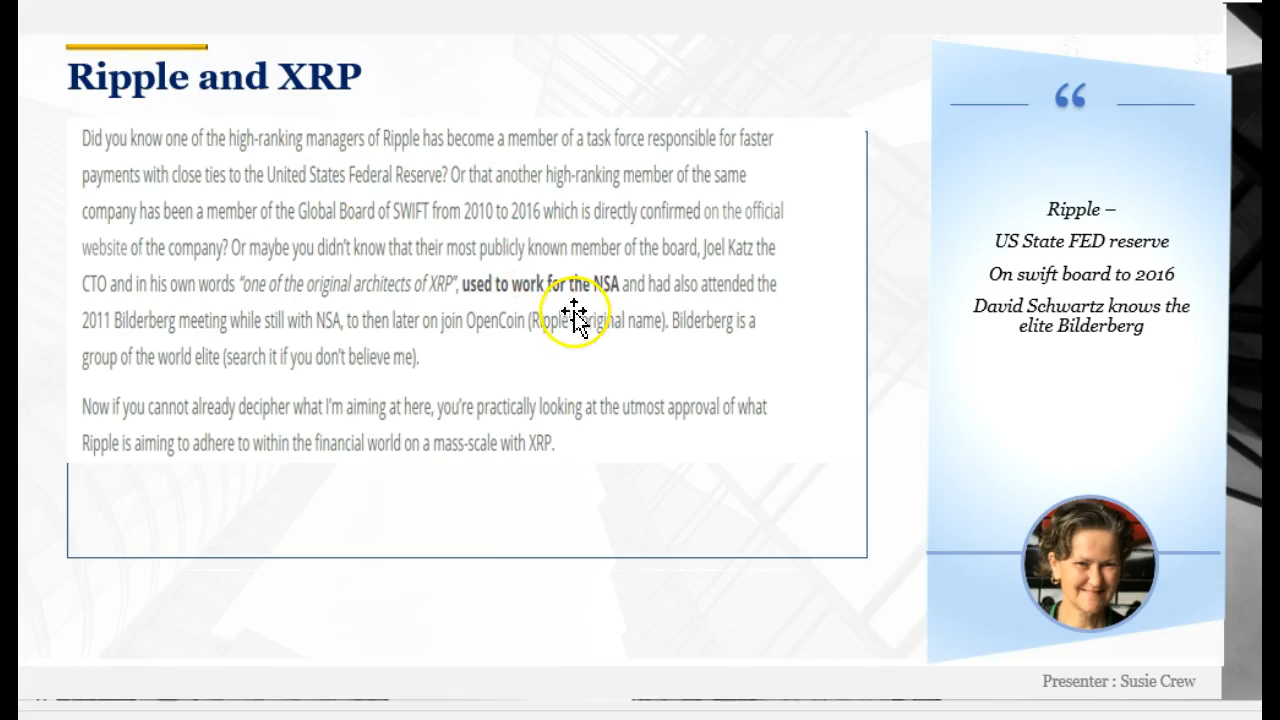 Ripple and XRP
Did you know one of the high-ranking managers of Ripple has become a member of a task force responsible for faster
payments with close ties to the United States Federal Reserve? Or that another high-ranking member of the same
company has been a member of the Global Board of SWIFT from 2010 to 2016 which is directly confirmed on the official
website of the company? Or maybe you didn't know that their most publicly known member of the board, Joel Katz the
CTO and in his own words “one of the original architects of XRP”, used to work for the NSA and had also attended the
2011 Bilderberg meeting while still with NSA, to then later on join OpenCoin (Ripple original name). Bilderberg is a
group of the world elite (search it if you don't believe me).
Now if you cannot already decipher what I'm aiming at here, you're practically looking at the utmost approval of what
Ripple is aiming to adhere to within the financial world on a mass-scale with XRP.
“
Ripple –
US State FED reserve
On swift board to 2016
David Schwartz knows the
elite Bilderberg
Presenter : Susie Crew